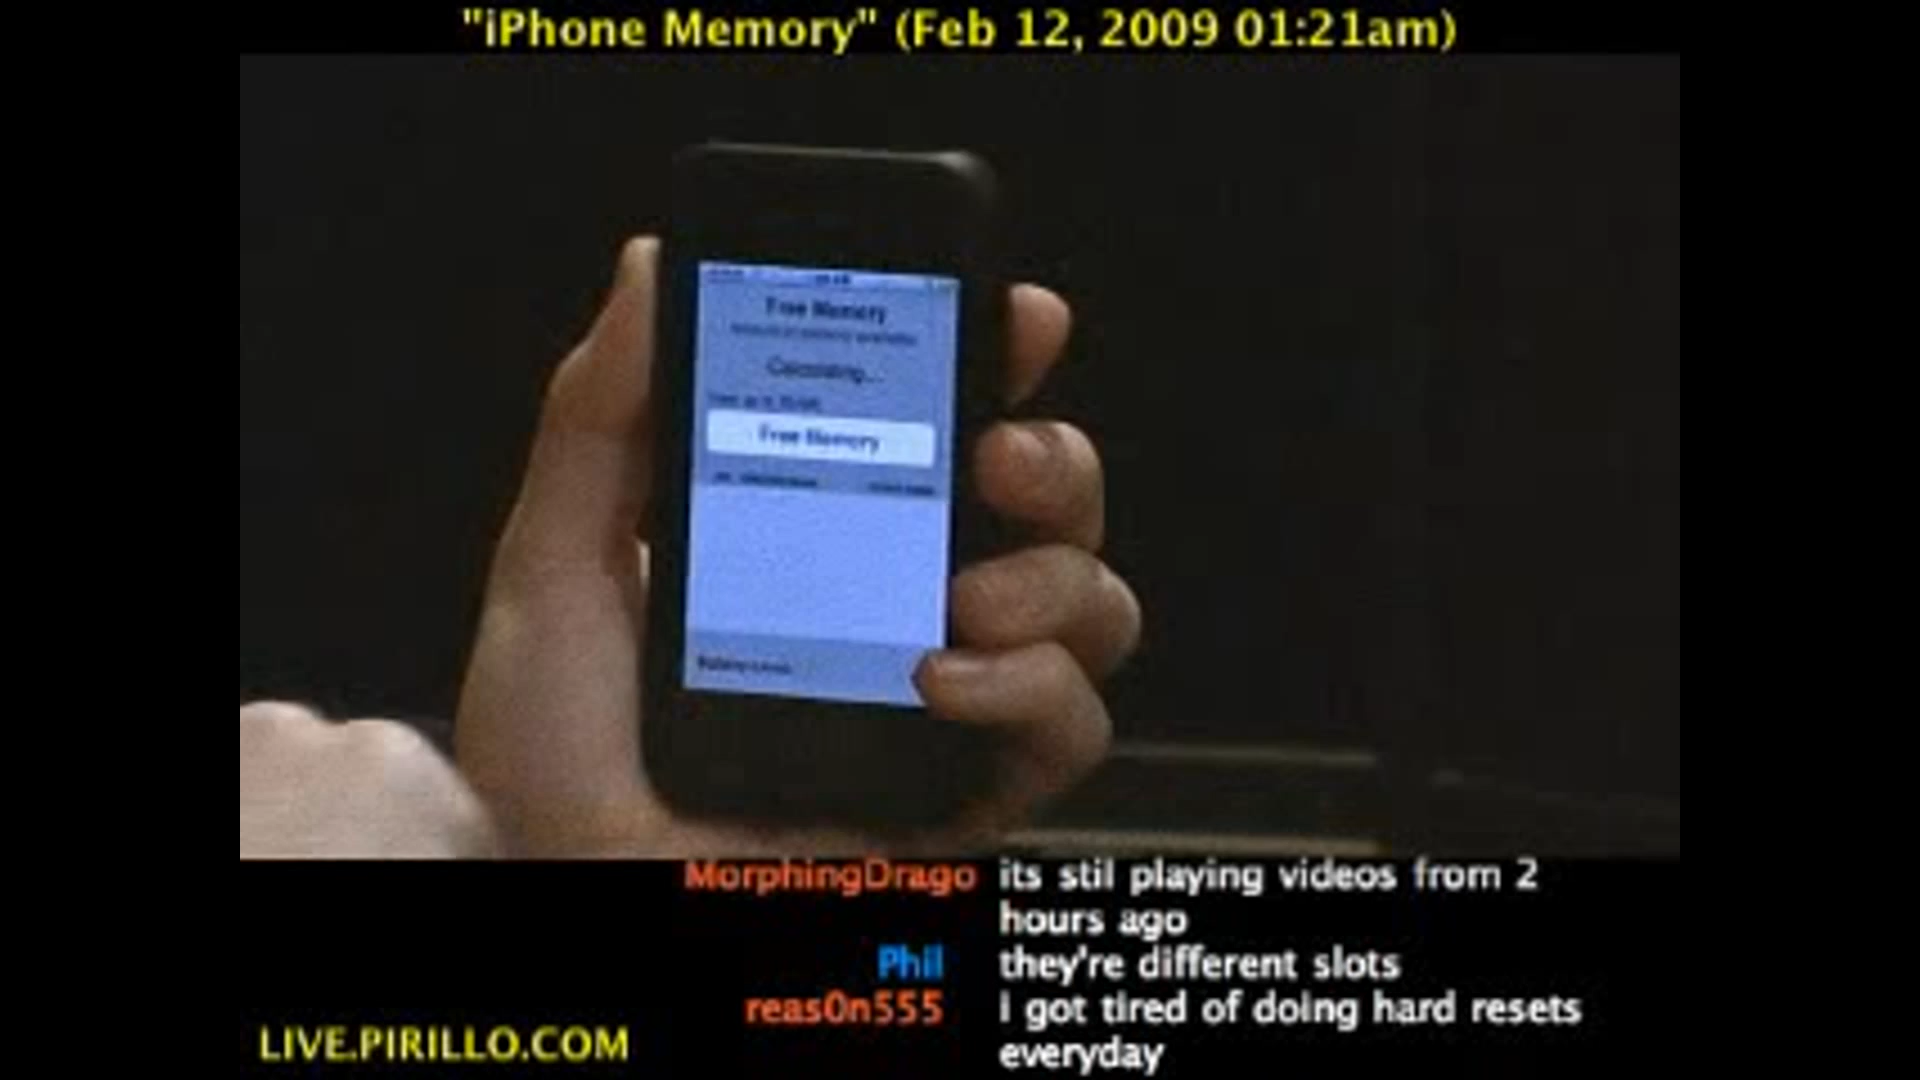 "iPhone Memory" (Feb 12, 2009 01:21am)
Free Memory
Calculating...
Free Memory
MorphingDrago its stil playing videos from 2
hours ago
Phil they're different slots
reas0n555 i got tired of doing hard resets
everyday
LIVE.PIRILLO.COM